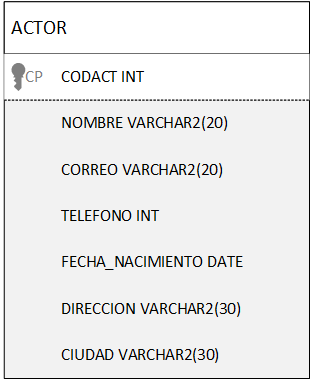 ACTOR
CP CODACT INT
NOMBRE VARCHAR2(20)
CORREO VARCHAR2(20)
TELEFONO INT
FECHA_NACIMIENTO DATE
DIRECCION VARCHAR2(30)
CIUDAD VARCHAR2(30)